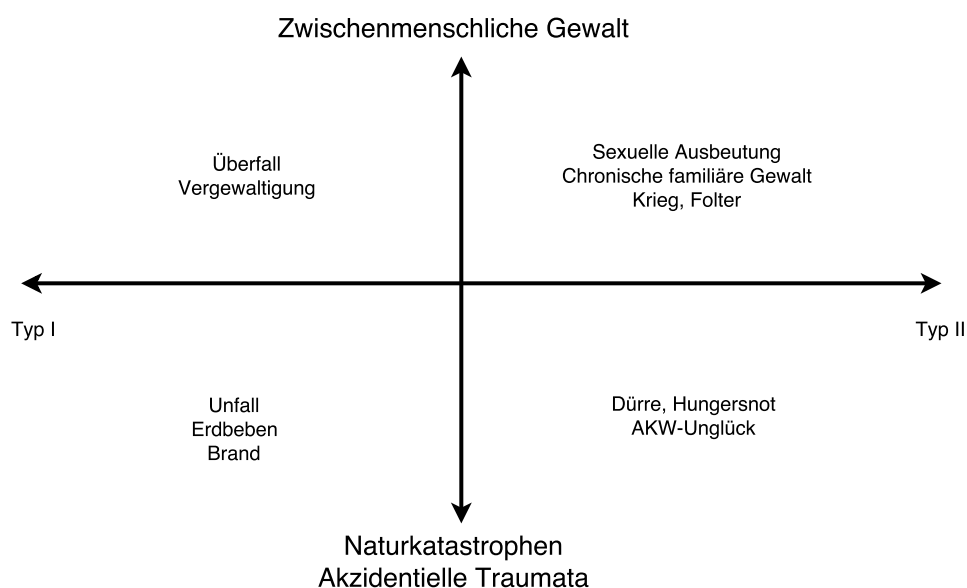 Zwischenmenschliche Gewalt
Überfall
Vergewaltigung
Sexuelle Ausbeutung
Chronische familiäre Gewalt
Krieg, Folter
Typ I
Typ II
Unfall
Erdbeben
Brand
Dürre, Hungersnot
AKW-Unglück
Naturkatastrophen
Akzidentielle Traumata